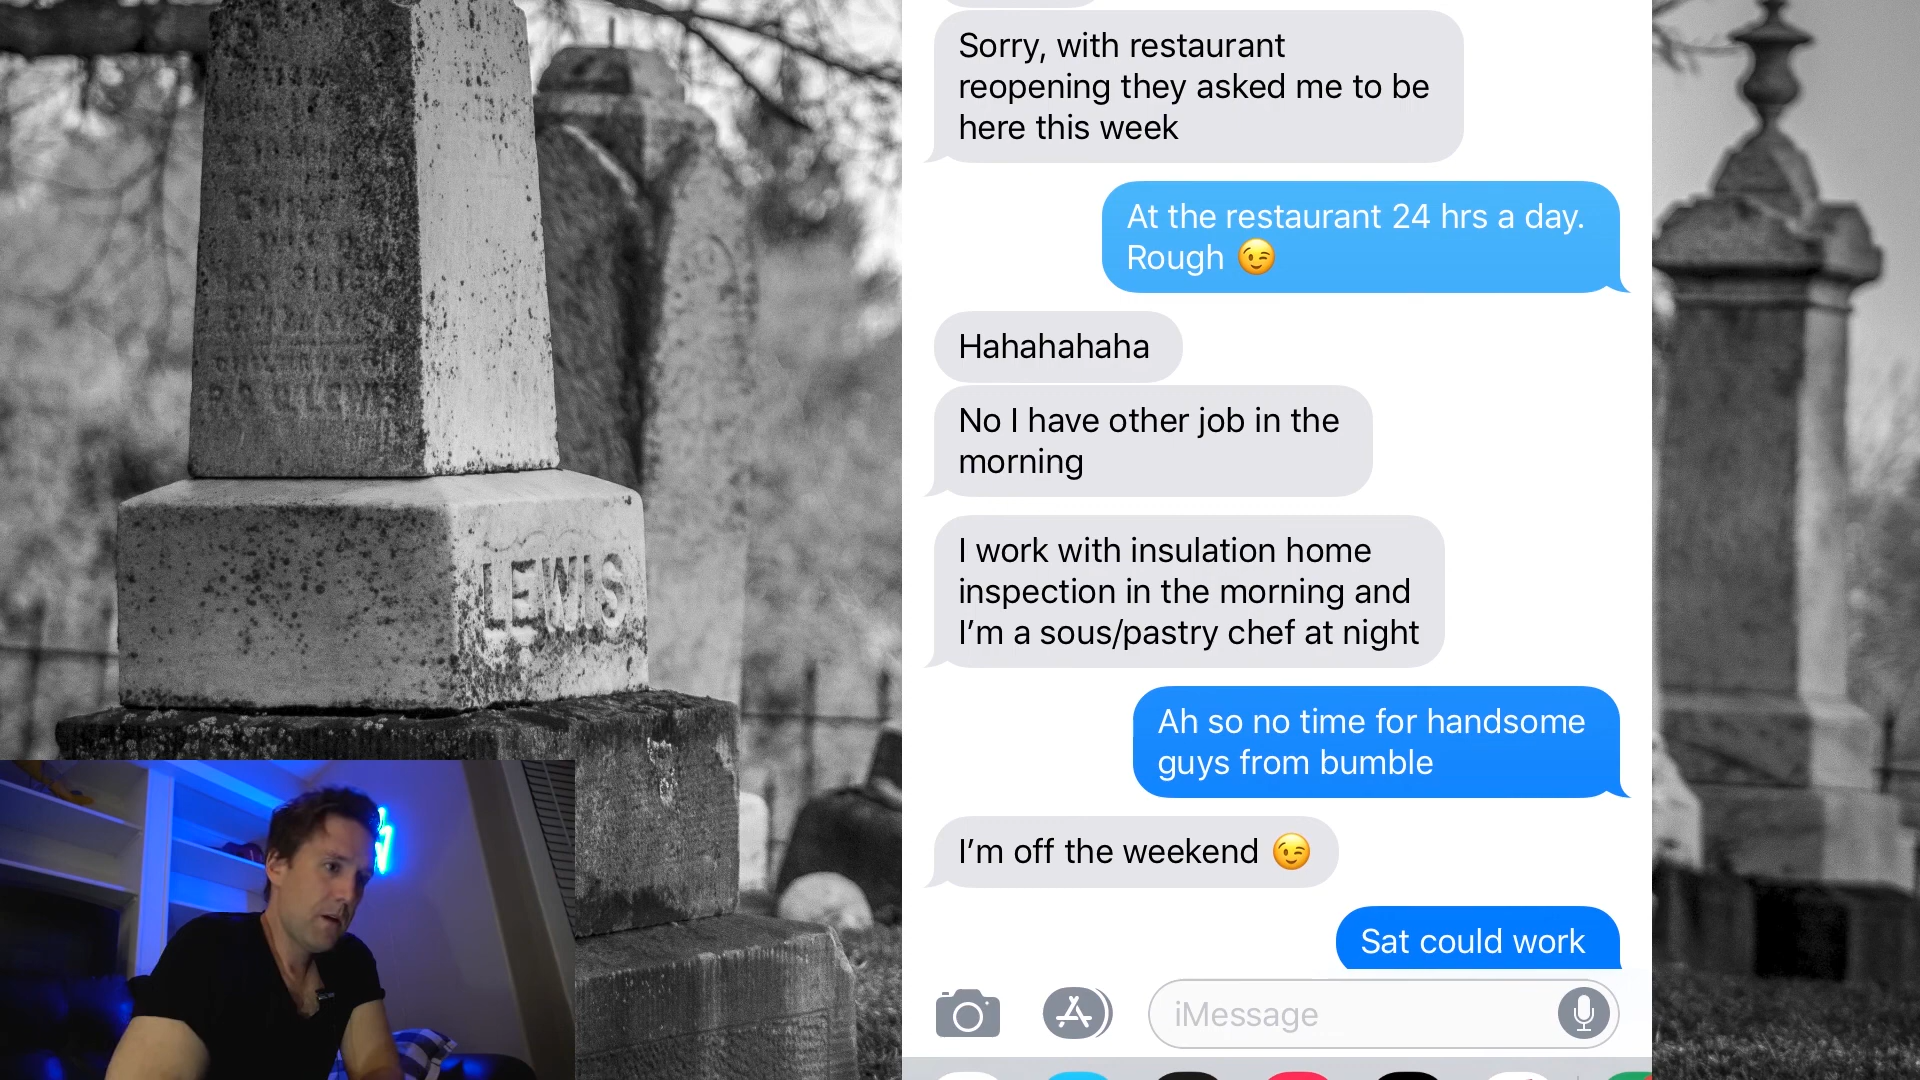 Sorry, with restaurant
reopening they asked me to be
here this week
At the restaurant 24 hrs a day.
Rough 😉
Hahahahaha
No I have other job in the
morning
I work with insulation home
inspection in the morning and
I'm a sous/pastry chef at night
Ah so no time for handsome
guys from bumble
I'm off the weekend 😉
Sat could work
iMessage
LEWIS